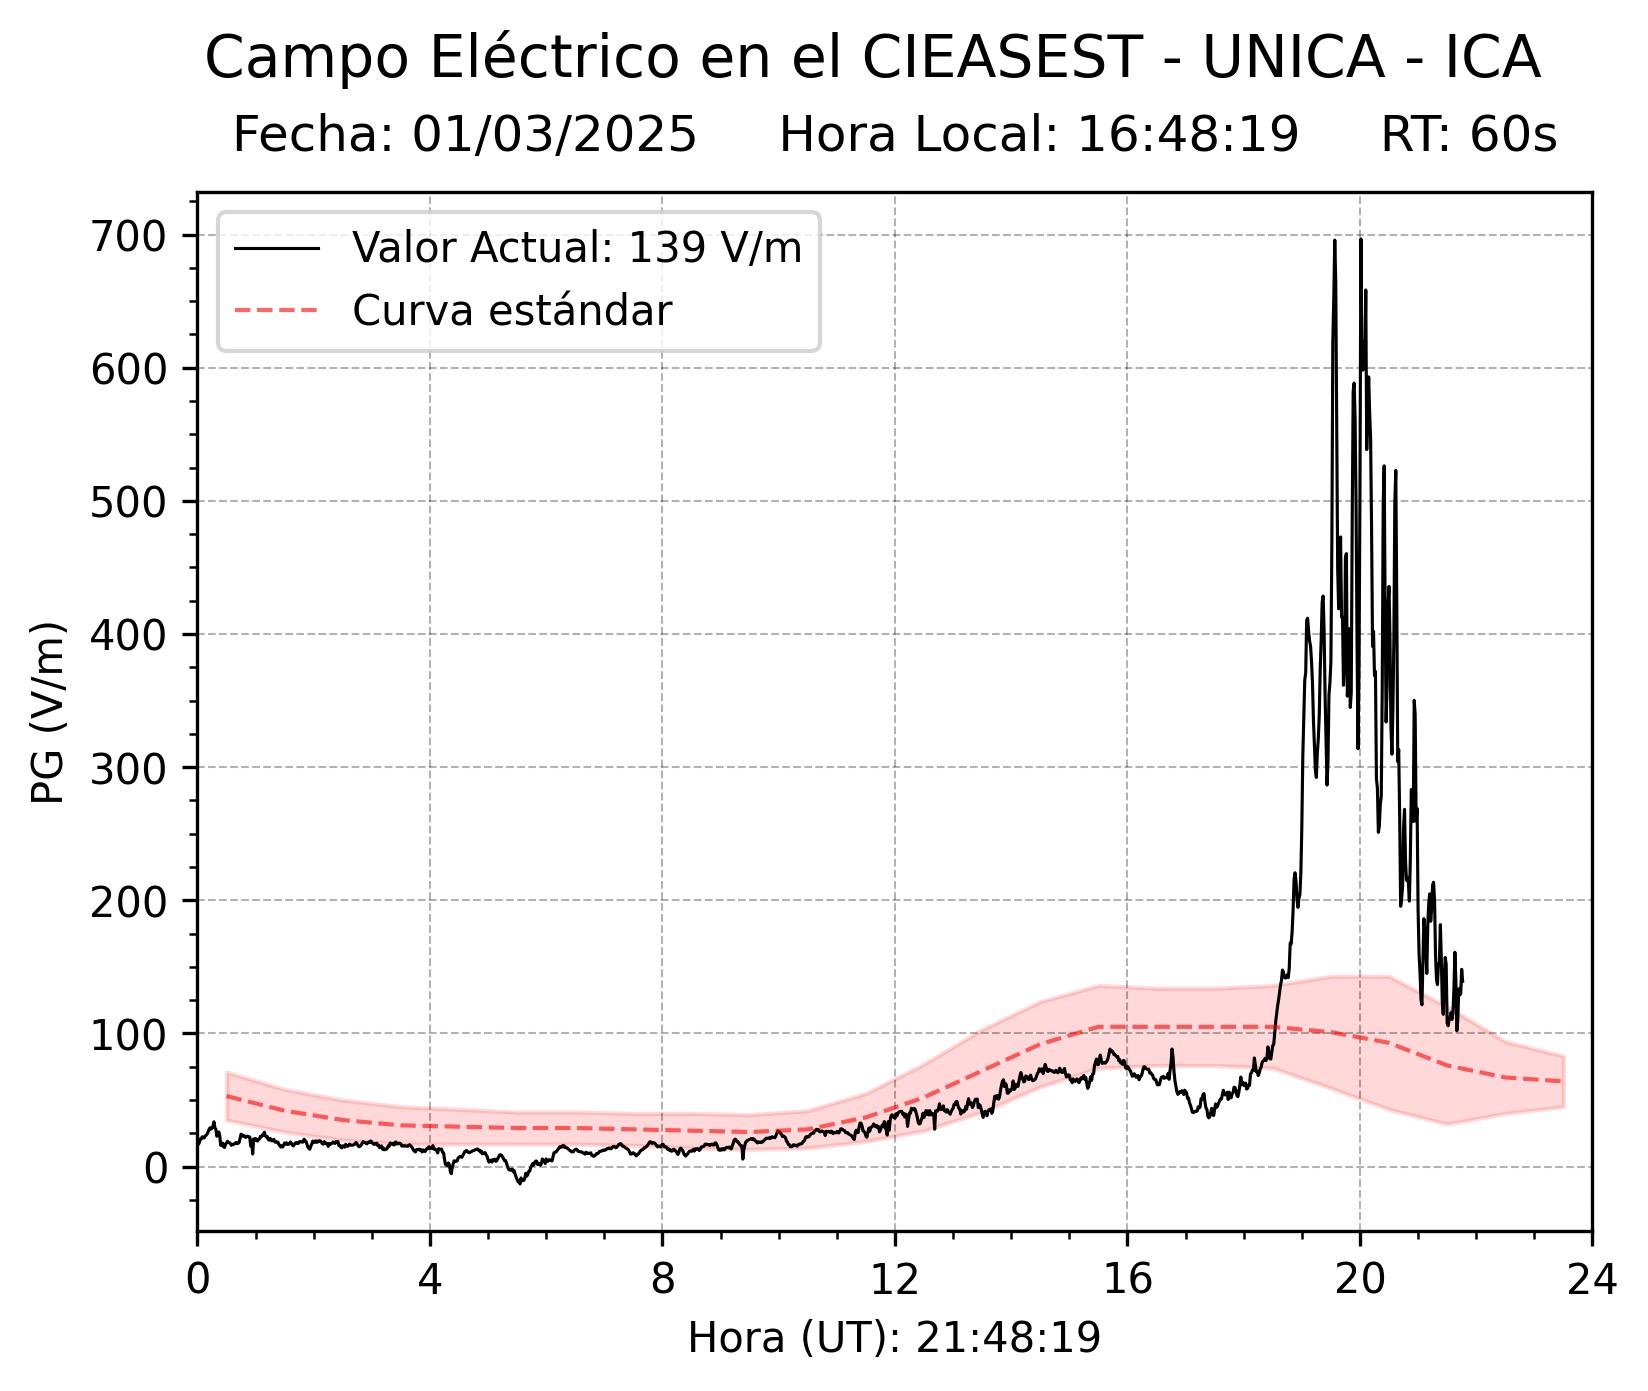 Campo Eléctrico en el CIEASEST - UNICA - ICA
Fecha: 01/03/2025 Hora Local: 16:48:19 RT: 60s
Valor Actual: 139 V/m
Curva estándar
700
600
500
400
300
200
100
0
PG (V/m)
0 4 8 12 16 20 24
Hora (UT): 21:48:19